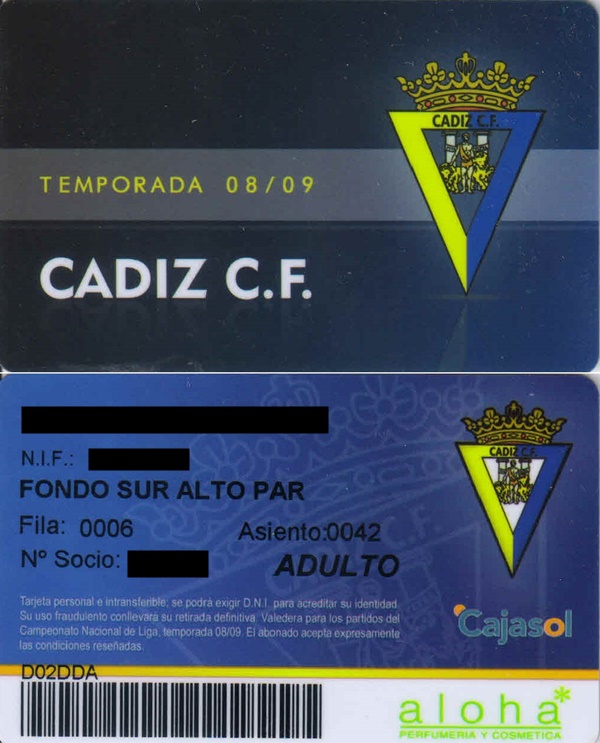 CADIZ C.F.
TEMPORADA 08/09
CADIZ C.F.
CADIZ C.F.
N.I.F.:
FONDO SUR ALTO PAR
Fila: 0006 Asiento:0042
Nº Socio: ADULTO
Tarjeta personal e intransferible; se podrá exigir D.N.I. para acreditar su identidad.
Su uso fraudulento conllevará su retirada definitiva. Valedera para los partidos del
Campeonato Nacional de Liga, temporada 08/09. El abonado acepta expresamente
las condiciones reseñadas.
Cajasol
D02DDA
aloha*
PERFUMERIA Y COSMETICA